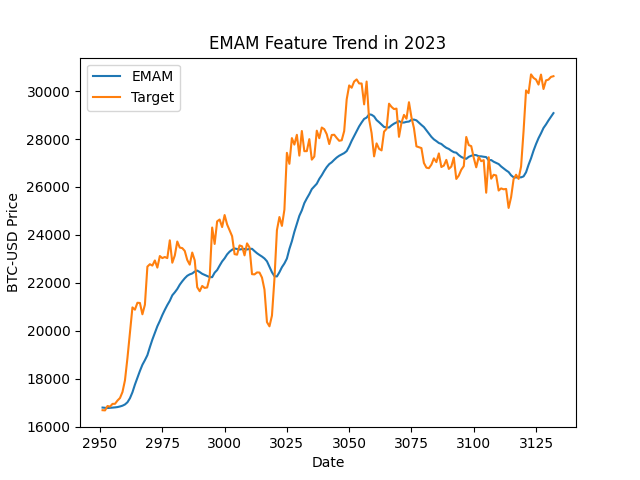 EMAM Feature Trend in 2023
EMAM
Target
BTC-USD Price
30000
28000
26000
24000
22000
20000
18000
16000
2950 2975 3000 3025 3050 3075 3100 3125
Date